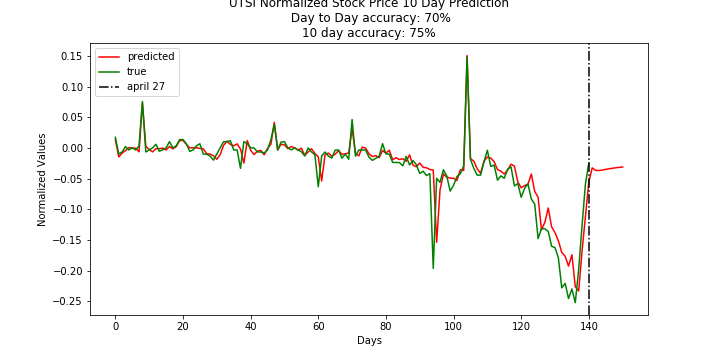 UTSI Normalized Stock Price 10 Day Prediction
Day to Day accuracy: 70%
10 day accuracy: 75%
predicted
true
april 27
Normalized Values
0.15
0.10
0.05
0.00
−0.05
−0.10
−0.15
−0.20
−0.25
0 20 40 60 80 100 120 140
Days